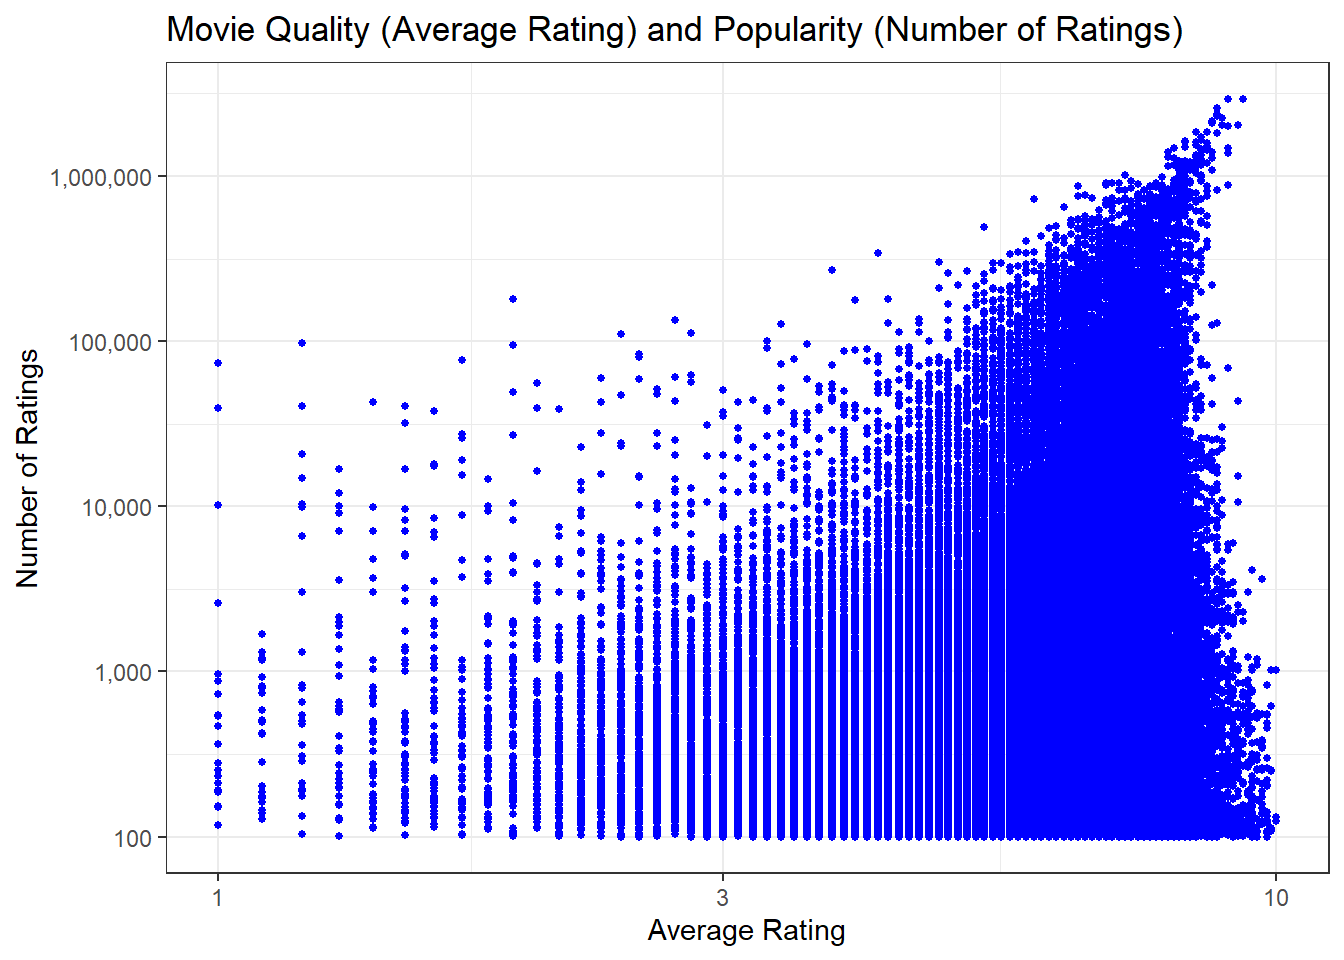 Movie Quality (Average Rating) and Popularity (Number of Ratings)
Number of Ratings
1,000,000
100,000
10,000
1,000
100
1
3
10
Average Rating